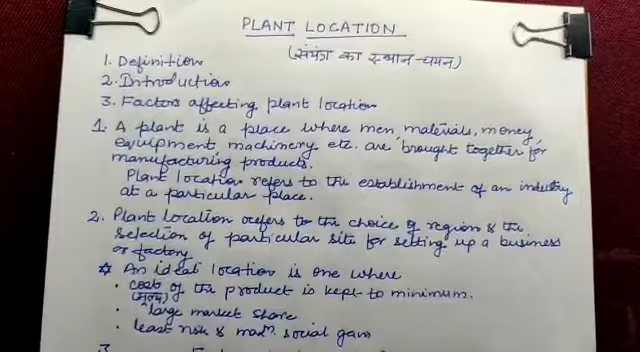 PLANT LOCATION
(संयंत्र का स्थान-चयन)
1. Definition
2. Introduction
3. Factors affecting plant location
1. A plant is a place where men, materials, money,
equipment, machinery etc. are brought together for
manufacturing products.
Plant location refers to the establishment of an industry
at a particular place.
2. Plant location refers to the choice of region & the
selection of particular site for setting up a business
or factory
☆ An ideal location is one where
• cost of the product is kept to minimum.
(मूल्य)
• large market share
• least risk & maxm. social gain
3.